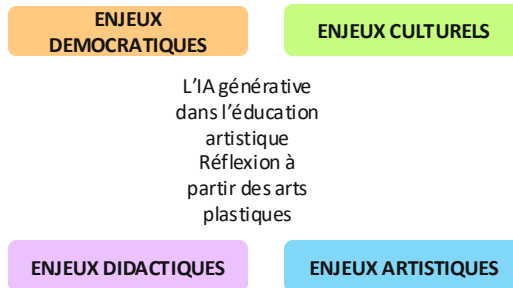 ENJEUX
DEMOCRATIQUES
ENJEUX CULTURELS
L’IA générative
dans l’éducation
artistique
Réflexion à
partir des arts
plastiques
ENJEUX DIDACTIQUES
ENJEUX ARTISTIQUES